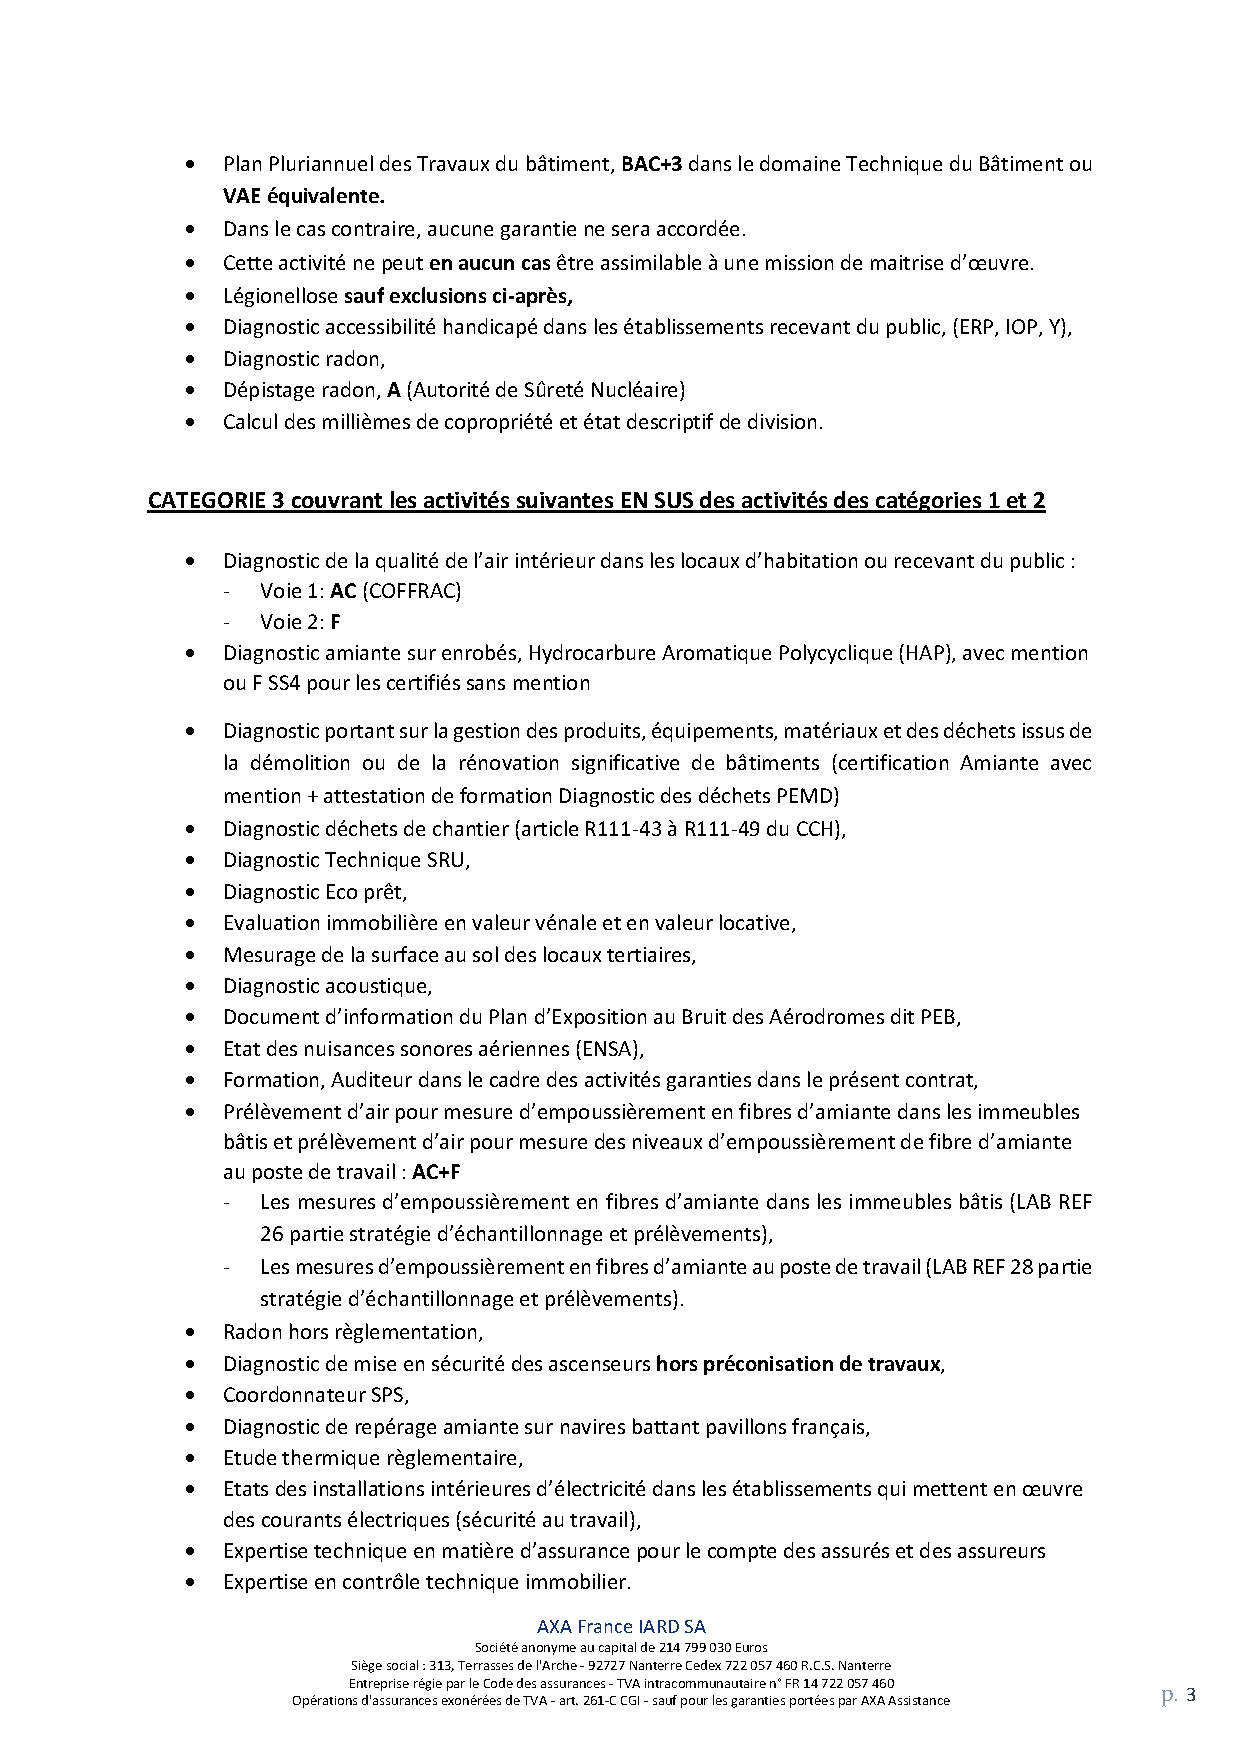 • Plan Pluriannuel des Travaux du bâtiment, BAC+3 dans le domaine Technique du Bâtiment ou
VAE équivalente.
• Dans le cas contraire, aucune garantie ne sera accordée.
• Cette activité ne peut en aucun cas être assimilable à une mission de maitrise d’œuvre.
• Légionellose sauf exclusions ci-après,
• Diagnostic accessibilité handicapé dans les établissements recevant du public, (ERP, IOP, Y),
• Diagnostic radon,
• Dépistage radon, A (Autorité de Sûreté Nucléaire)
• Calcul des millièmes de copropriété et état descriptif de division.
CATEGORIE 3 couvrant les activités suivantes EN SUS des activités des catégories 1 et 2
• Diagnostic de la qualité de l’air intérieur dans les locaux d’habitation ou recevant du public :
- Voie 1: AC (COFFRAC)
- Voie 2: F
• Diagnostic amiante sur enrobés, Hydrocarbure Aromatique Polycyclique (HAP), avec mention
ou F SS4 pour les certifiés sans mention
• Diagnostic portant sur la gestion des produits, équipements, matériaux et des déchets issus de
la démolition ou de la rénovation significative de bâtiments (certification Amiante avec
mention + attestation de formation Diagnostic des déchets PEMD)
• Diagnostic déchets de chantier (article R111-43 à R111-49 du CCH),
• Diagnostic Technique SRU,
• Diagnostic Eco prêt,
• Evaluation immobilière en valeur vénale et en valeur locative,
• Mesurage de la surface au sol des locaux tertiaires,
• Diagnostic acoustique,
• Document d’information du Plan d’Exposition au Bruit des Aérodromes dit PEB,
• Etat des nuisances sonores aériennes (ENSA),
• Formation, Auditeur dans le cadre des activités garanties dans le présent contrat,
• Prélèvement d’air pour mesure d’empoussièrement en fibres d’amiante dans les immeubles
bâtis et prélèvement d’air pour mesure des niveaux d’empoussièrement de fibre d’amiante
au poste de travail : AC+F
- Les mesures d’empoussièrement en fibres d’amiante dans les immeubles bâtis (LAB REF
26 partie stratégie d’échantillonnage et prélèvements),
- Les mesures d’empoussièrement en fibres d’amiante au poste de travail (LAB REF 28 partie
stratégie d’échantillonnage et prélèvements).
• Radon hors règlementation,
• Diagnostic de mise en sécurité des ascenseurs hors préconisation de travaux,
• Coordonnateur SPS,
• Diagnostic de repérage amiante sur navires battant pavillons français,
• Etude thermique règlementaire,
• Etats des installations intérieures d’électricité dans les établissements qui mettent en œuvre
des courants électriques (sécurité au travail),
• Expertise technique en matière d’assurance pour le compte des assurés et des assureurs
• Expertise en contrôle technique immobilier.
AXA France IARD SA
Société anonyme au capital de 214 799 030 Euros
Siège social : 313, Terrasses de l'Arche - 92727 Nanterre Cedex 722 057 460 R.C.S. Nanterre
Entreprise régie par le Code des assurances - TVA intracommunautaire n° FR 14 722 057 460
Opérations d'assurances exonérées de TVA - art. 261-C CGI - sauf pour les garanties portées par AXA Assistance
p. 3